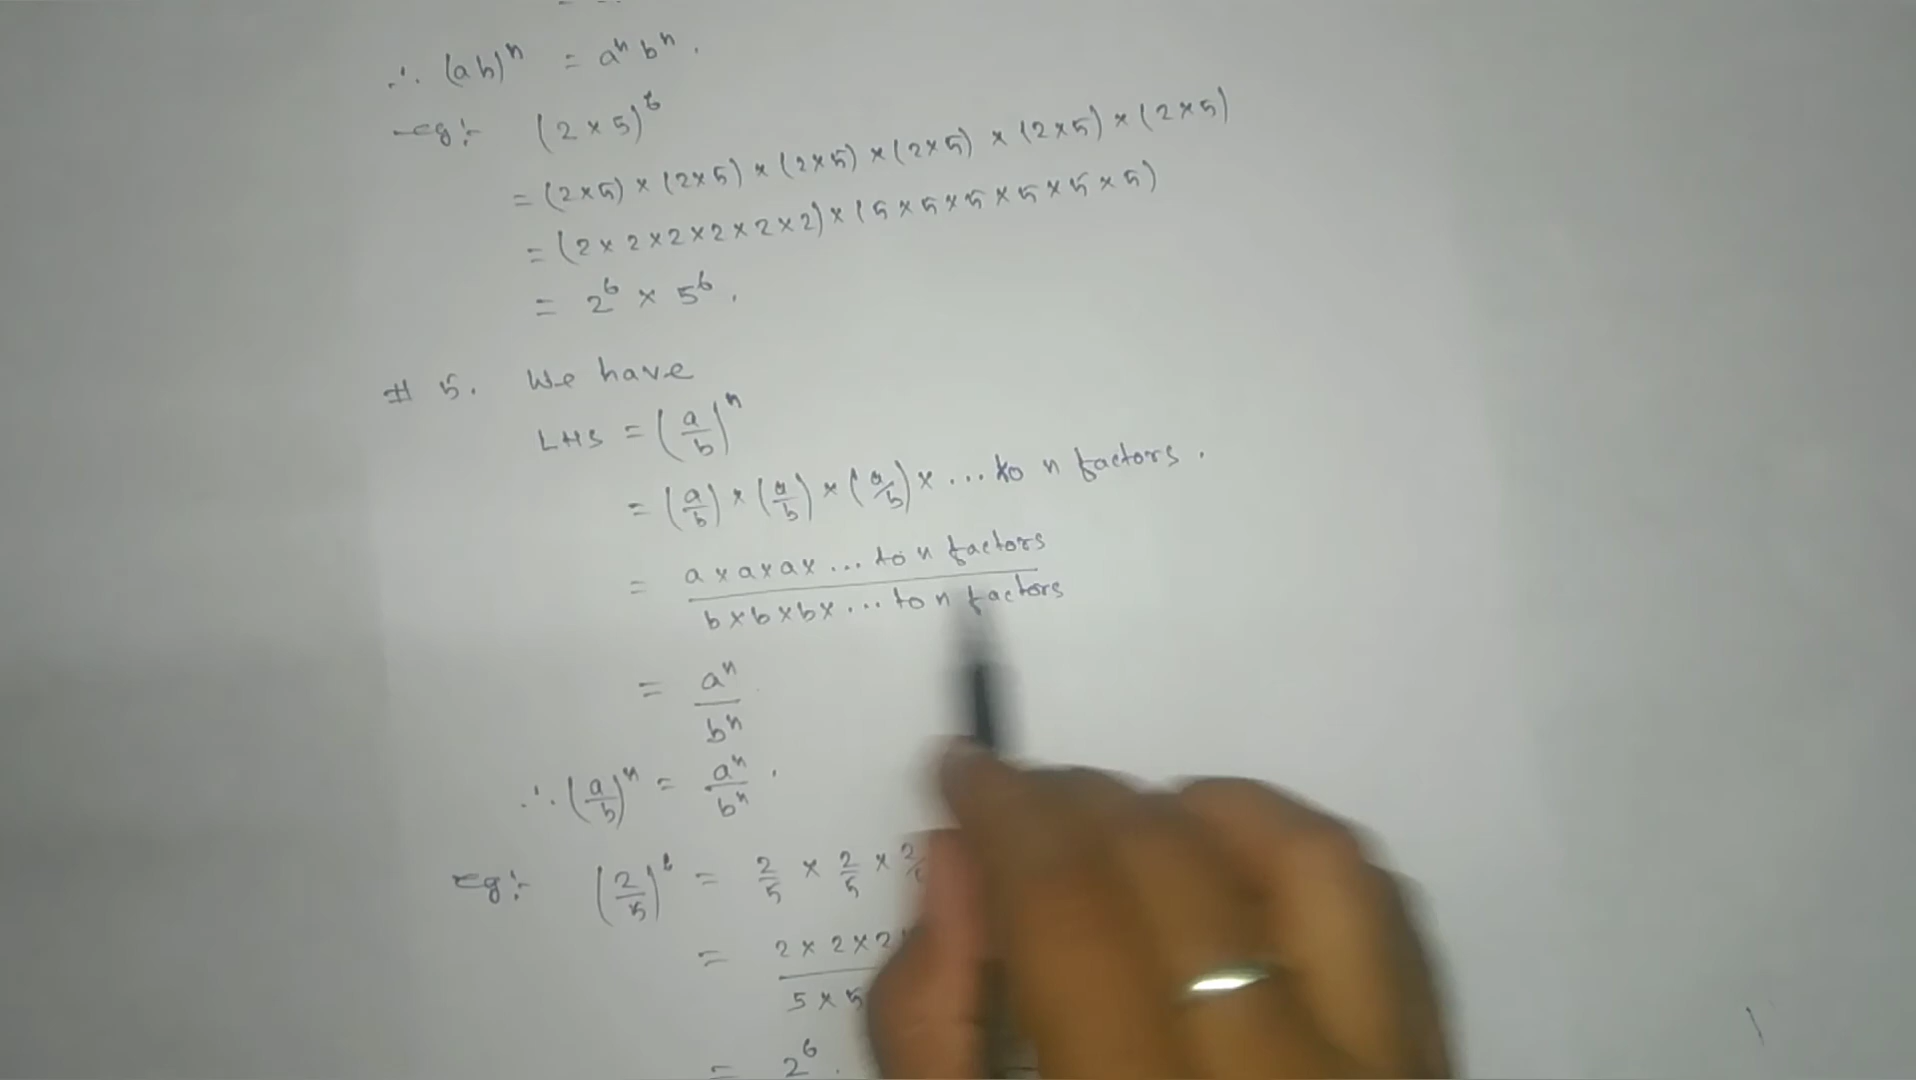 ∴ (ab)ⁿ = aⁿ bⁿ .
eg:- (2 × 5)⁶
= (2×5) × (2×5) × (2×5) × (2×5) × (2×5) × (2×5)
= (2 × 2 × 2 × 2 × 2 × 2) × (5 × 5 × 5 × 5 × 5 × 5)
= 2⁶ × 5⁶ .
# 5. We have
LHS = (a/b)ⁿ
= (a/b) × (a/b) × (a/b) × ... to n factors .
= a × a × a × ... to n factors
b × b × b × ... to n factors
= aⁿ
bⁿ
∴ (a/b)ⁿ = aⁿ/bⁿ .
eg:- (2/5)⁶ = 2/5 × 2/5 ×
= 2 × 2 × 2
5 × 5
= 2⁶